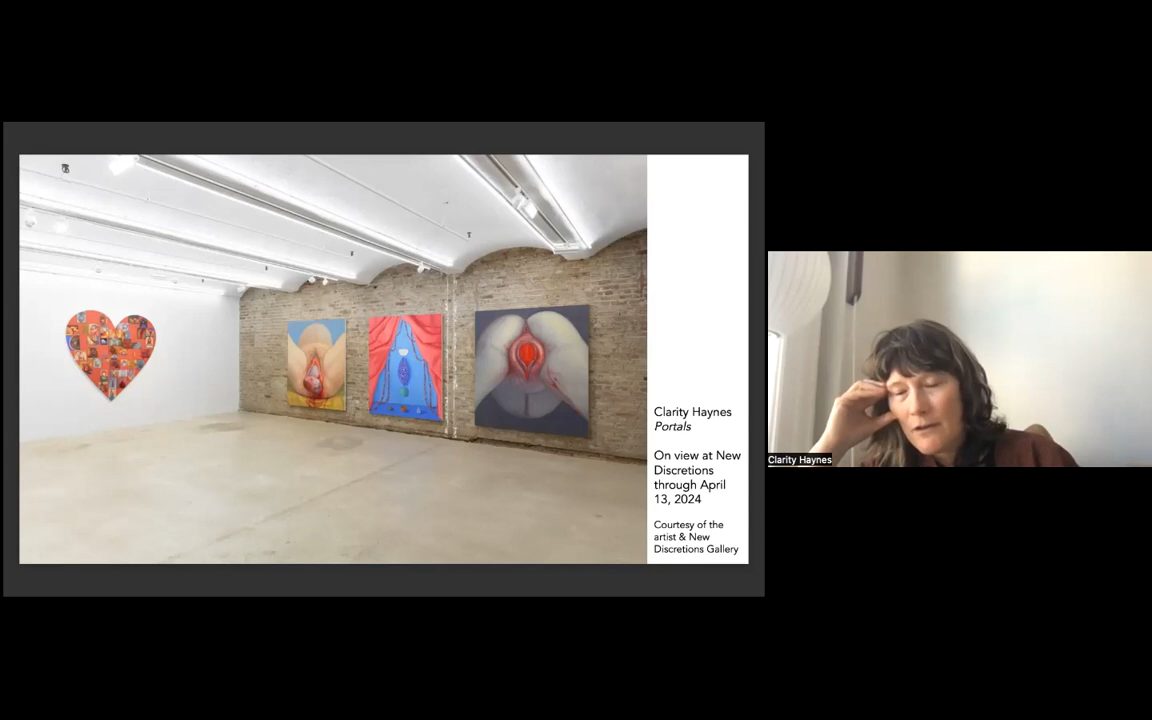 Clarity Haynes
Portals
On view at New
Discretions
through April
13, 2024
Courtesy of the
artist & New
Discretions Gallery
Clarity Haynes